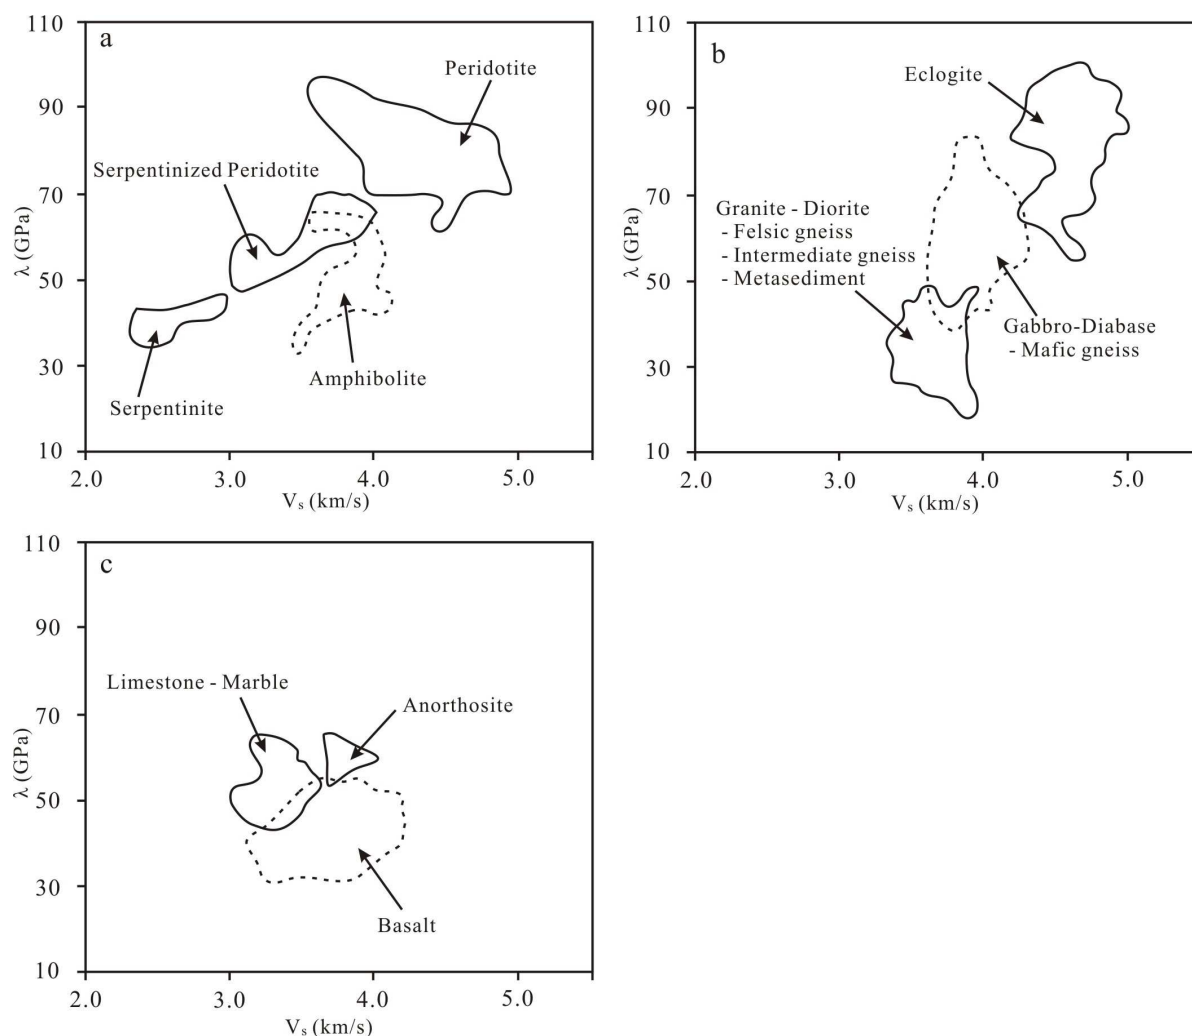 a
Peridotite
Serpentinized Peridotite
Amphibolite
Serpentinite
110
90
70
50
30
10
λ (GPa)
2.0
3.0
4.0
5.0
Vs (km/s)
b
Eclogite
Granite - Diorite
- Felsic gneiss
- Intermediate gneiss
- Metasediment
Gabbro-Diabase
- Mafic gneiss
110
90
70
50
30
10
λ (GPa)
2.0
3.0
4.0
5.0
Vs (km/s)
c
Limestone - Marble
Anorthosite
Basalt
110
90
70
50
30
10
λ (GPa)
2.0
3.0
4.0
5.0
Vs (km/s)